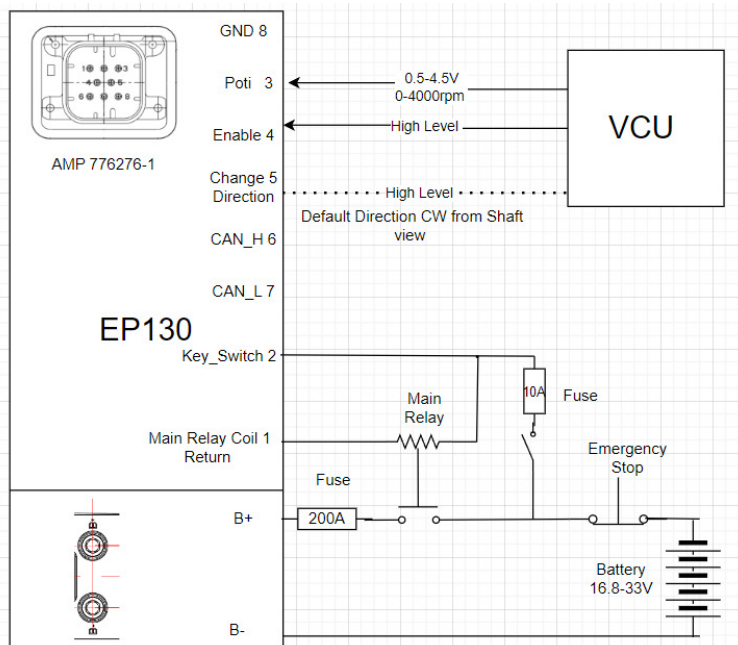 GND 8
Poti 3
0.5-4.5V
0-4000rpm
VCU
Enable 4
High Level
AMP 776276-1
Change 5
Direction
High Level
Default Direction CW from Shaft
view
CAN_H 6
CAN_L 7
EP130
Key_Switch 2
10A
Fuse
Main
Relay
Main Relay Coil 1
Return
Emergency
Stop
Fuse
B+
200A
Battery
16.8-33V
B-